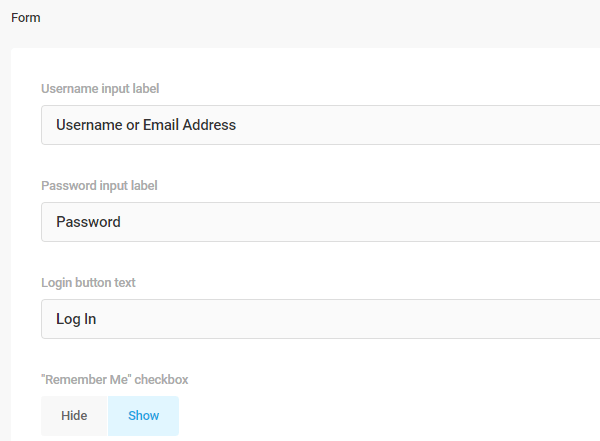 Form
Username input label
Username or Email Address
Password input label
Password
Login button text
Log In
"Remember Me" checkbox
Hide Show